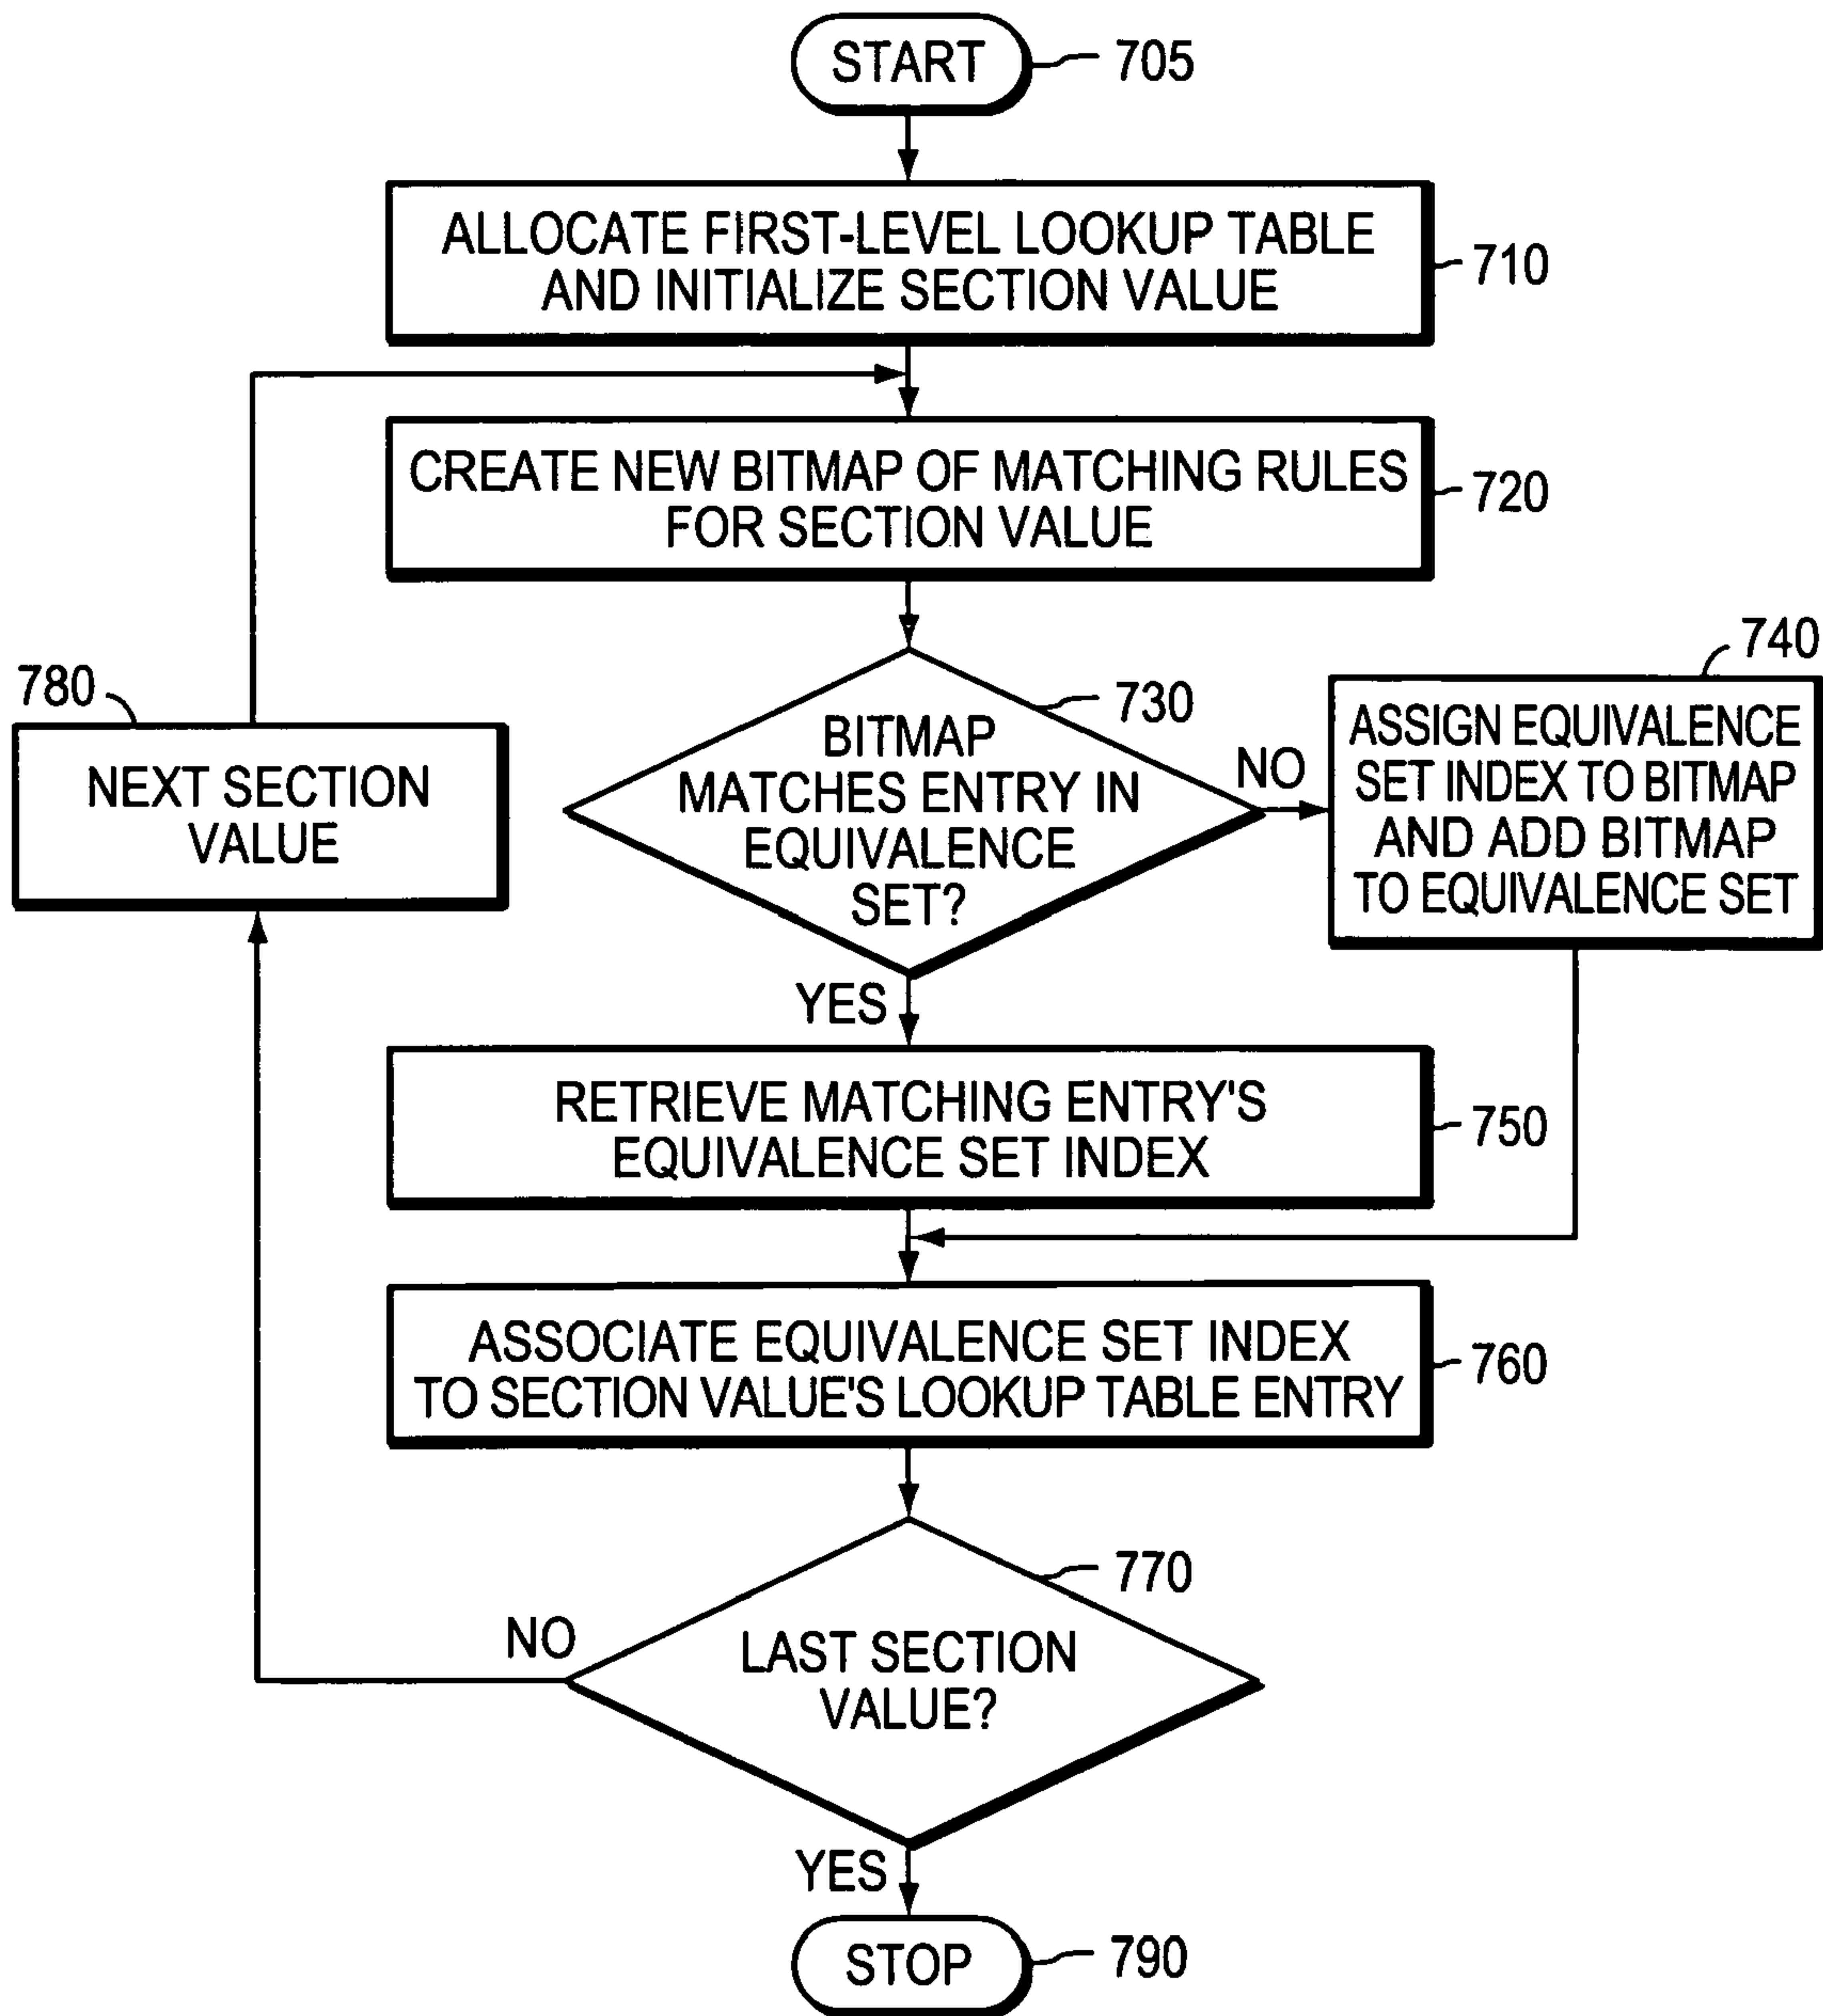 START
705
ALLOCATE FIRST-LEVEL LOOKUP TABLE
AND INITIALIZE SECTION VALUE
710
CREATE NEW BITMAP OF MATCHING RULES
FOR SECTION VALUE
720
780
NEXT SECTION
VALUE
730
BITMAP
MATCHES ENTRY IN
EQUIVALENCE
SET?
NO
740
ASSIGN EQUIVALENCE
SET INDEX TO BITMAP
AND ADD BITMAP
TO EQUIVALENCE SET
YES
RETRIEVE MATCHING ENTRY'S
EQUIVALENCE SET INDEX
750
ASSOCIATE EQUIVALENCE SET INDEX
TO SECTION VALUE'S LOOKUP TABLE ENTRY
760
770
NO
LAST SECTION
VALUE?
YES
STOP
790